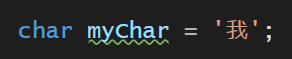 char myChar = '我';